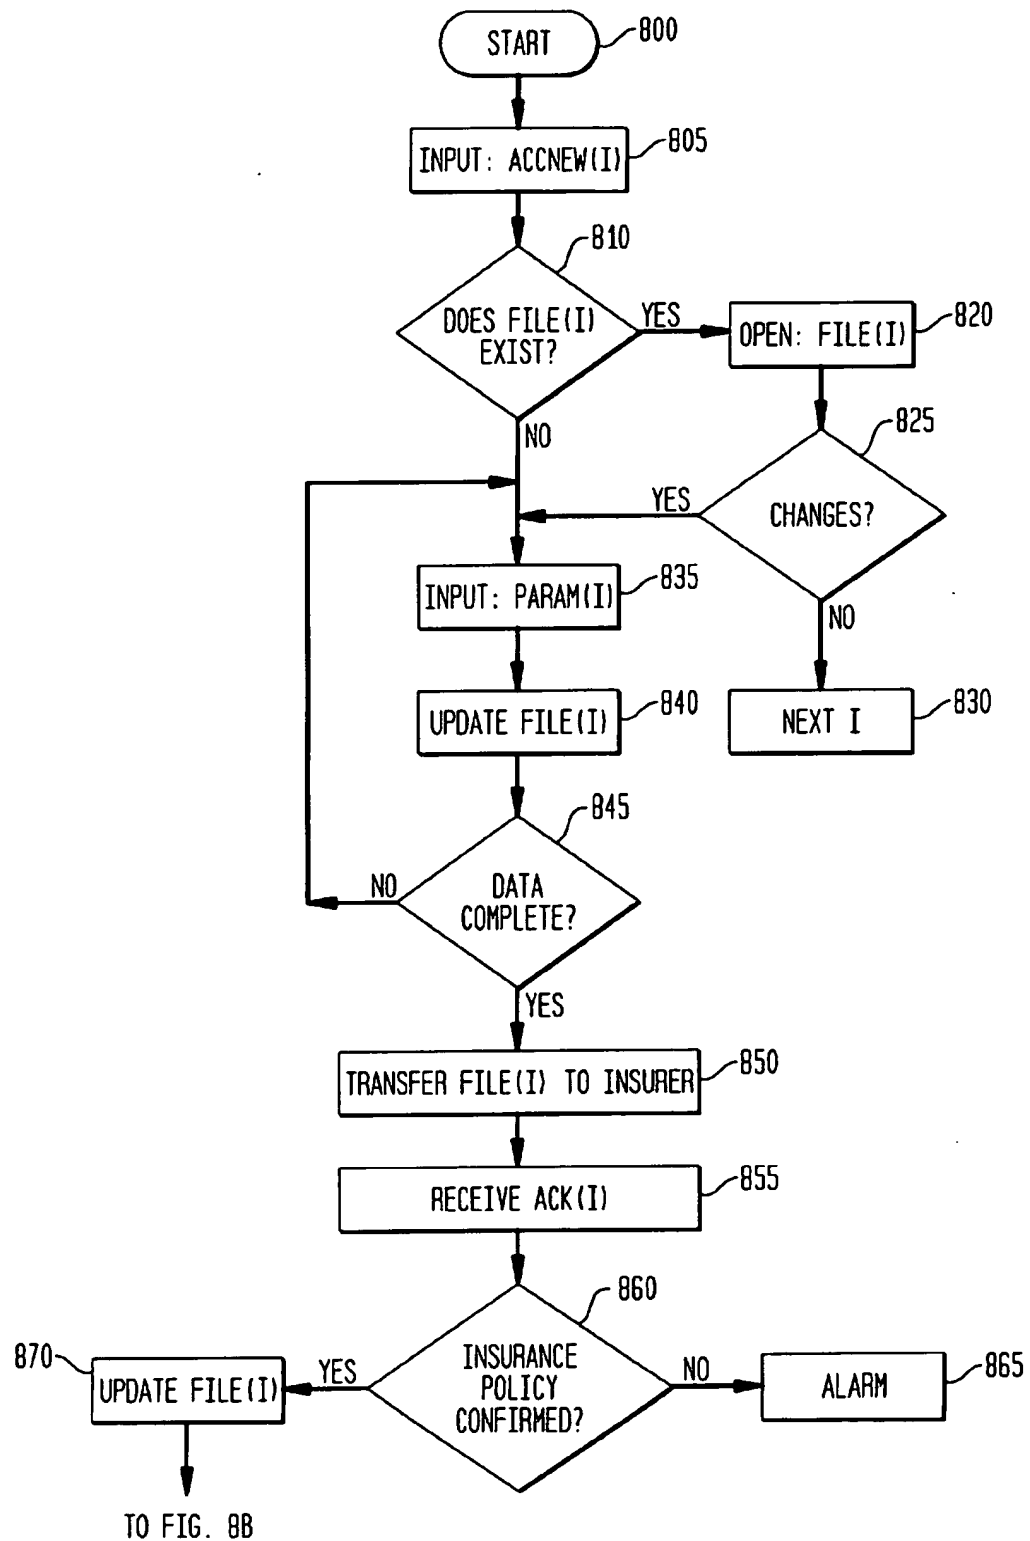 START
800
INPUT: ACCNEW(I)
805
810
DOES FILE(I)
EXIST?
YES
OPEN: FILE(I)
820
NO
825
YES
CHANGES?
INPUT: PARAM(I)
835
NO
UPDATE FILE(I)
840
NEXT I
830
845
NO
DATA
COMPLETE?
YES
TRANSFER FILE(I) TO INSURER
850
RECEIVE ACK(I)
855
860
870
UPDATE FILE(I)
YES
INSURANCE
POLICY
CONFIRMED?
NO
ALARM
865
TO FIG. 8B